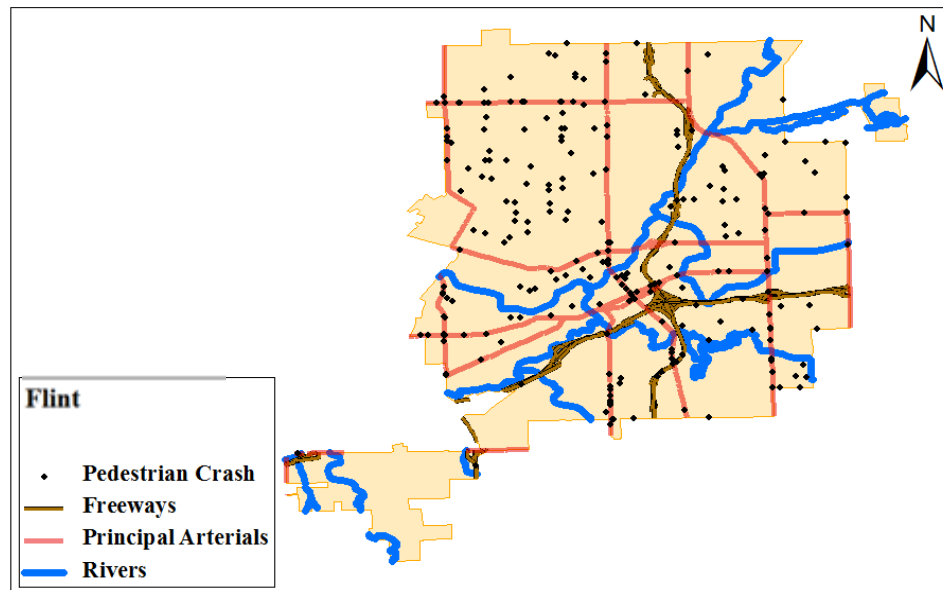 N
Flint
Pedestrian Crash
Freeways
Principal Arterials
Rivers